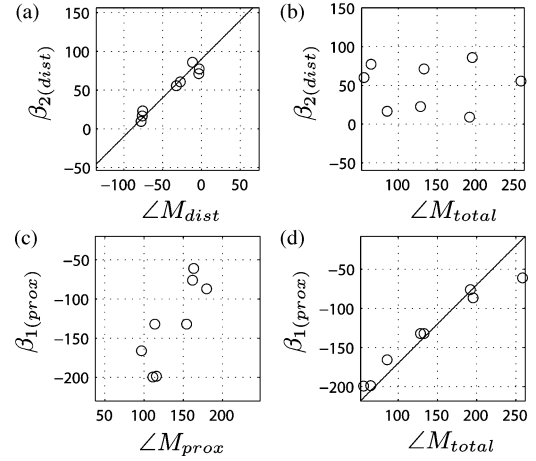 (a)
150
100
50
0
−50
β2(dist)
−100 −50 0 50
∠Mdist
(b)
150
100
50
0
−50
β2(dist)
100 150 200 250
∠Mtotal
(c)
−50
−100
−150
−200
β1(prox)
50 100 150 200
∠Mprox
(d)
−50
−100
−150
−200
β1(prox)
100 150 200 250
∠Mtotal